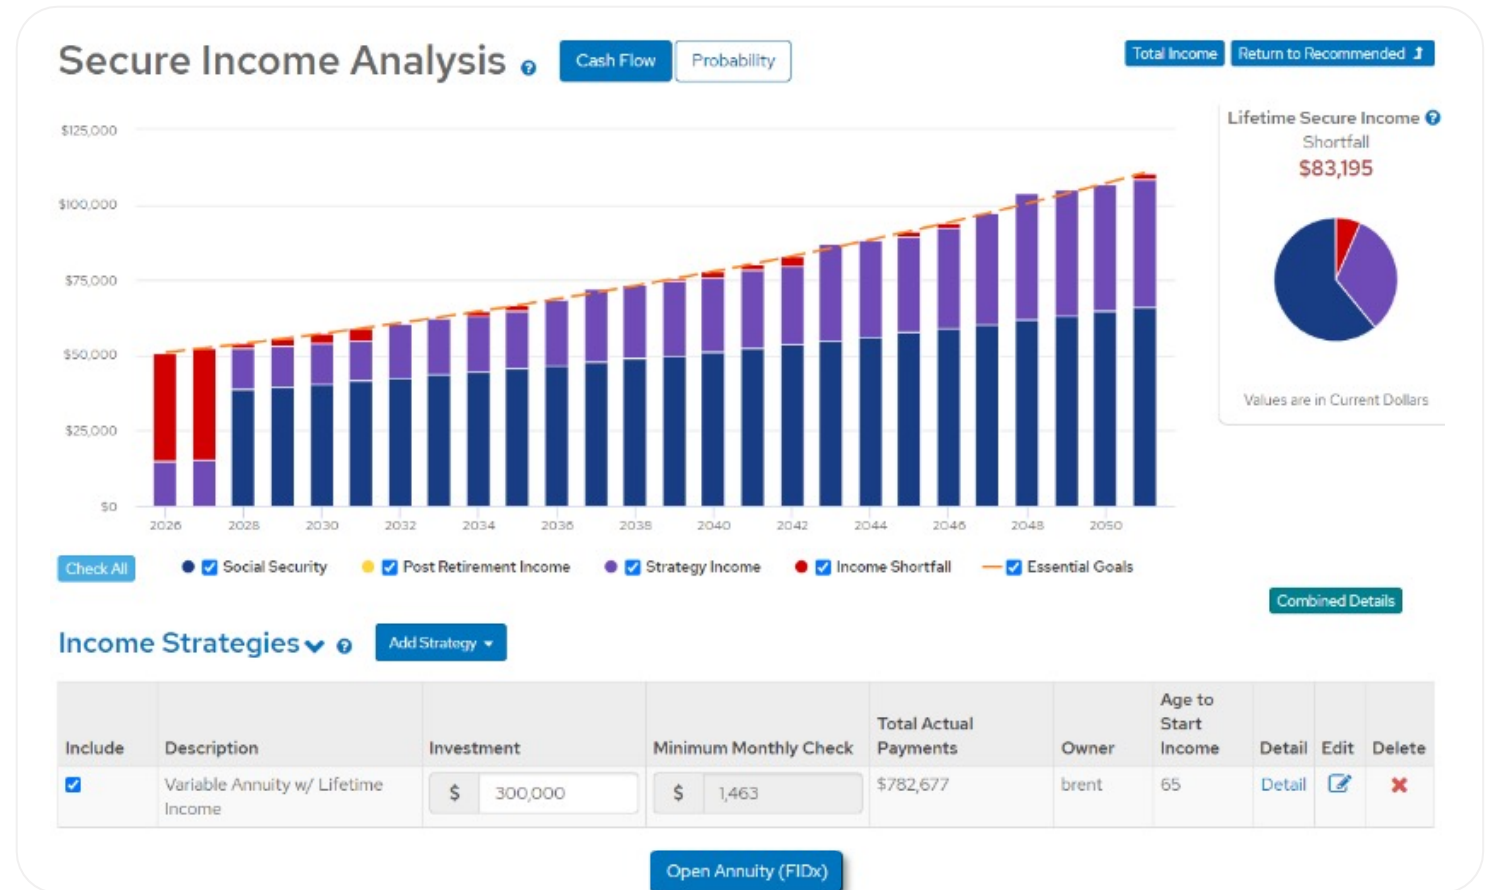 Secure Income Analysis ?
Cash Flow
Probability
Total Income
Return to Recommended
$125,000
$100,000
$75,000
$50,000
$25,000
$0
2026 2028 2030 2032 2034 2036 2038 2040 2042 2044 2046 2048 2050
Lifetime Secure Income ?
Shortfall
$83,195
Values are in Current Dollars
Check All
Social Security
Post Retirement Income
Strategy Income
Income Shortfall
Essential Goals
Combined Details
Income Strategies ?
Add Strategy
Include Description Investment Minimum Monthly Check Total Actual Payments Owner Age to Start Income Detail Edit Delete
Variable Annuity w/ Lifetime Income $ 300,000 $ 1,463 $782,677 brent 65 Detail
Open Annuity (FIDx)